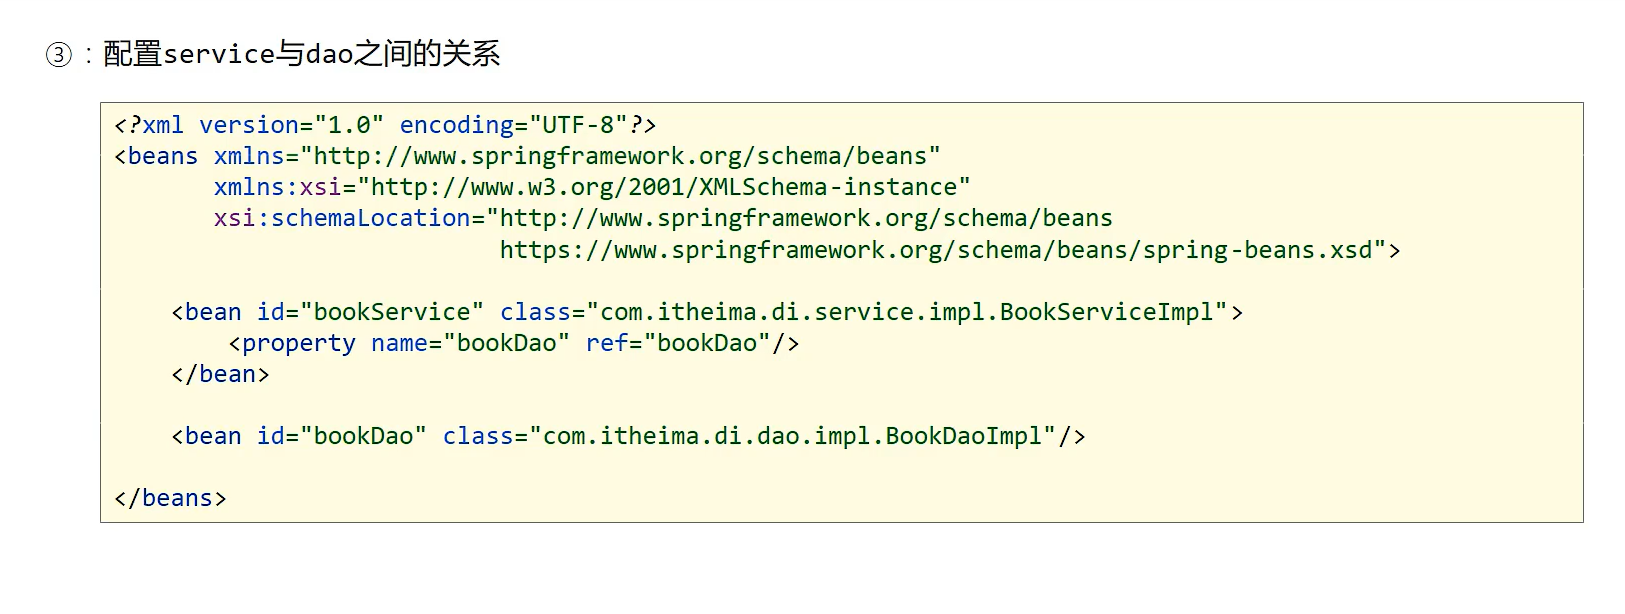 ③：配置service与dao之间的关系
<?xml version="1.0" encoding="UTF-8"?>
<beans xmlns="http://www.springframework.org/schema/beans"
       xmlns:xsi="http://www.w3.org/2001/XMLSchema-instance"
       xsi:schemaLocation="http://www.springframework.org/schema/beans
                           https://www.springframework.org/schema/beans/spring-beans.xsd">
    <bean id="bookService" class="com.itheima.di.service.impl.BookServiceImpl">
        <property name="bookDao" ref="bookDao"/>
    </bean>
    <bean id="bookDao" class="com.itheima.di.dao.impl.BookDaoImpl"/>
</beans>